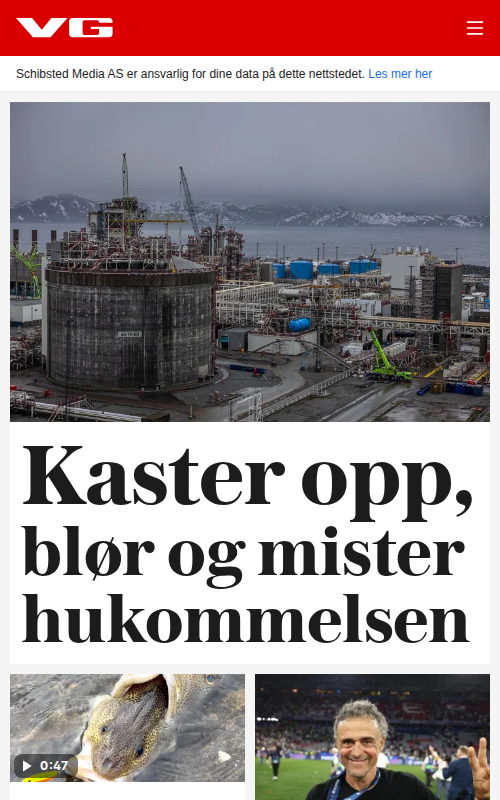 VG
Schibsted Media AS er ansvarlig for dine data på dette nettstedet. Les mer her
Kaster opp,
blør og mister
hukommelsen
0:47